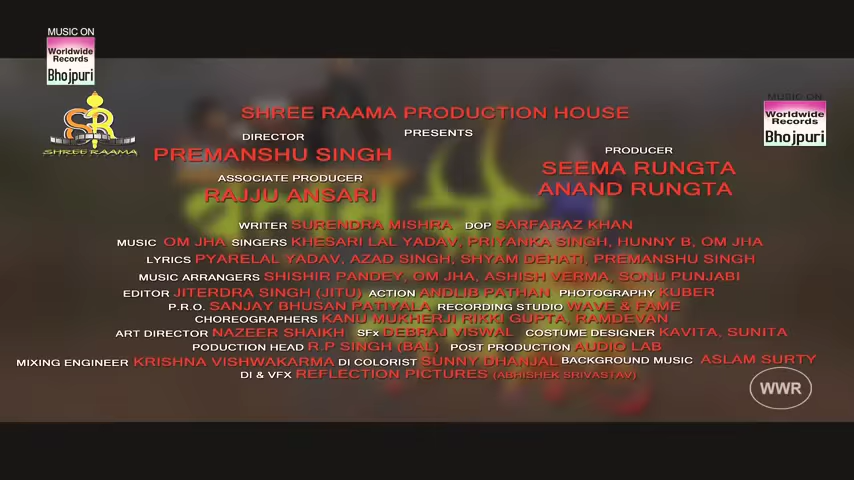 MUSIC ON
Worldwide
Records
Bhojpuri
SR
SHREE RAAMA
MUSIC ON
Worldwide
Records
Bhojpuri
SHREE RAAMA PRODUCTION HOUSE
PRESENTS
DIRECTOR
PREMANSHU SINGH
PRODUCER
SEEMA RUNGTA
ANAND RUNGTA
ASSOCIATE PRODUCER
RAJJU ANSARI
WRITER SURENDRA MISHRA DOP SARFARAZ KHAN
MUSIC OM JHA SINGERS KHESARI LAL YADAV, PRIYANKA SINGH, HUNNY B, OM JHA
LYRICS PYARELAL YADAV, AZAD SINGH, SHYAM DEHATI, PREMANSHU SINGH
MUSIC ARRANGERS SHISHIR PANDEY, OM JHA, ASHISH VERMA, SONU PUNJABI
EDITOR JITERDRA SINGH (JITU) ACTION ANDLIB PATHAN PHOTOGRAPHY KUBER
P.R.O. SANJAY BHUSAN PATIYALA RECORDING STUDIO WAVE & FAME
CHOREOGRAPHERS KANU MUKHERJI RIKKI GUPTA, RAMDEVAN
ART DIRECTOR NAZEER SHAIKH SFx DEBRAJ VISWAL COSTUME DESIGNER KAVITA, SUNITA
PODUCTION HEAD R.P SINGH (BAL) POST PRODUCTION AUDIO LAB
MIXING ENGINEER KRISHNA VISHWAKARMA DI COLORIST SUNNY DHANJAL BACKGROUND MUSIC ASLAM SURTY
DI & VFX REFLECTION PICTURES (ABHISHEK SRIVASTAV)
WWR